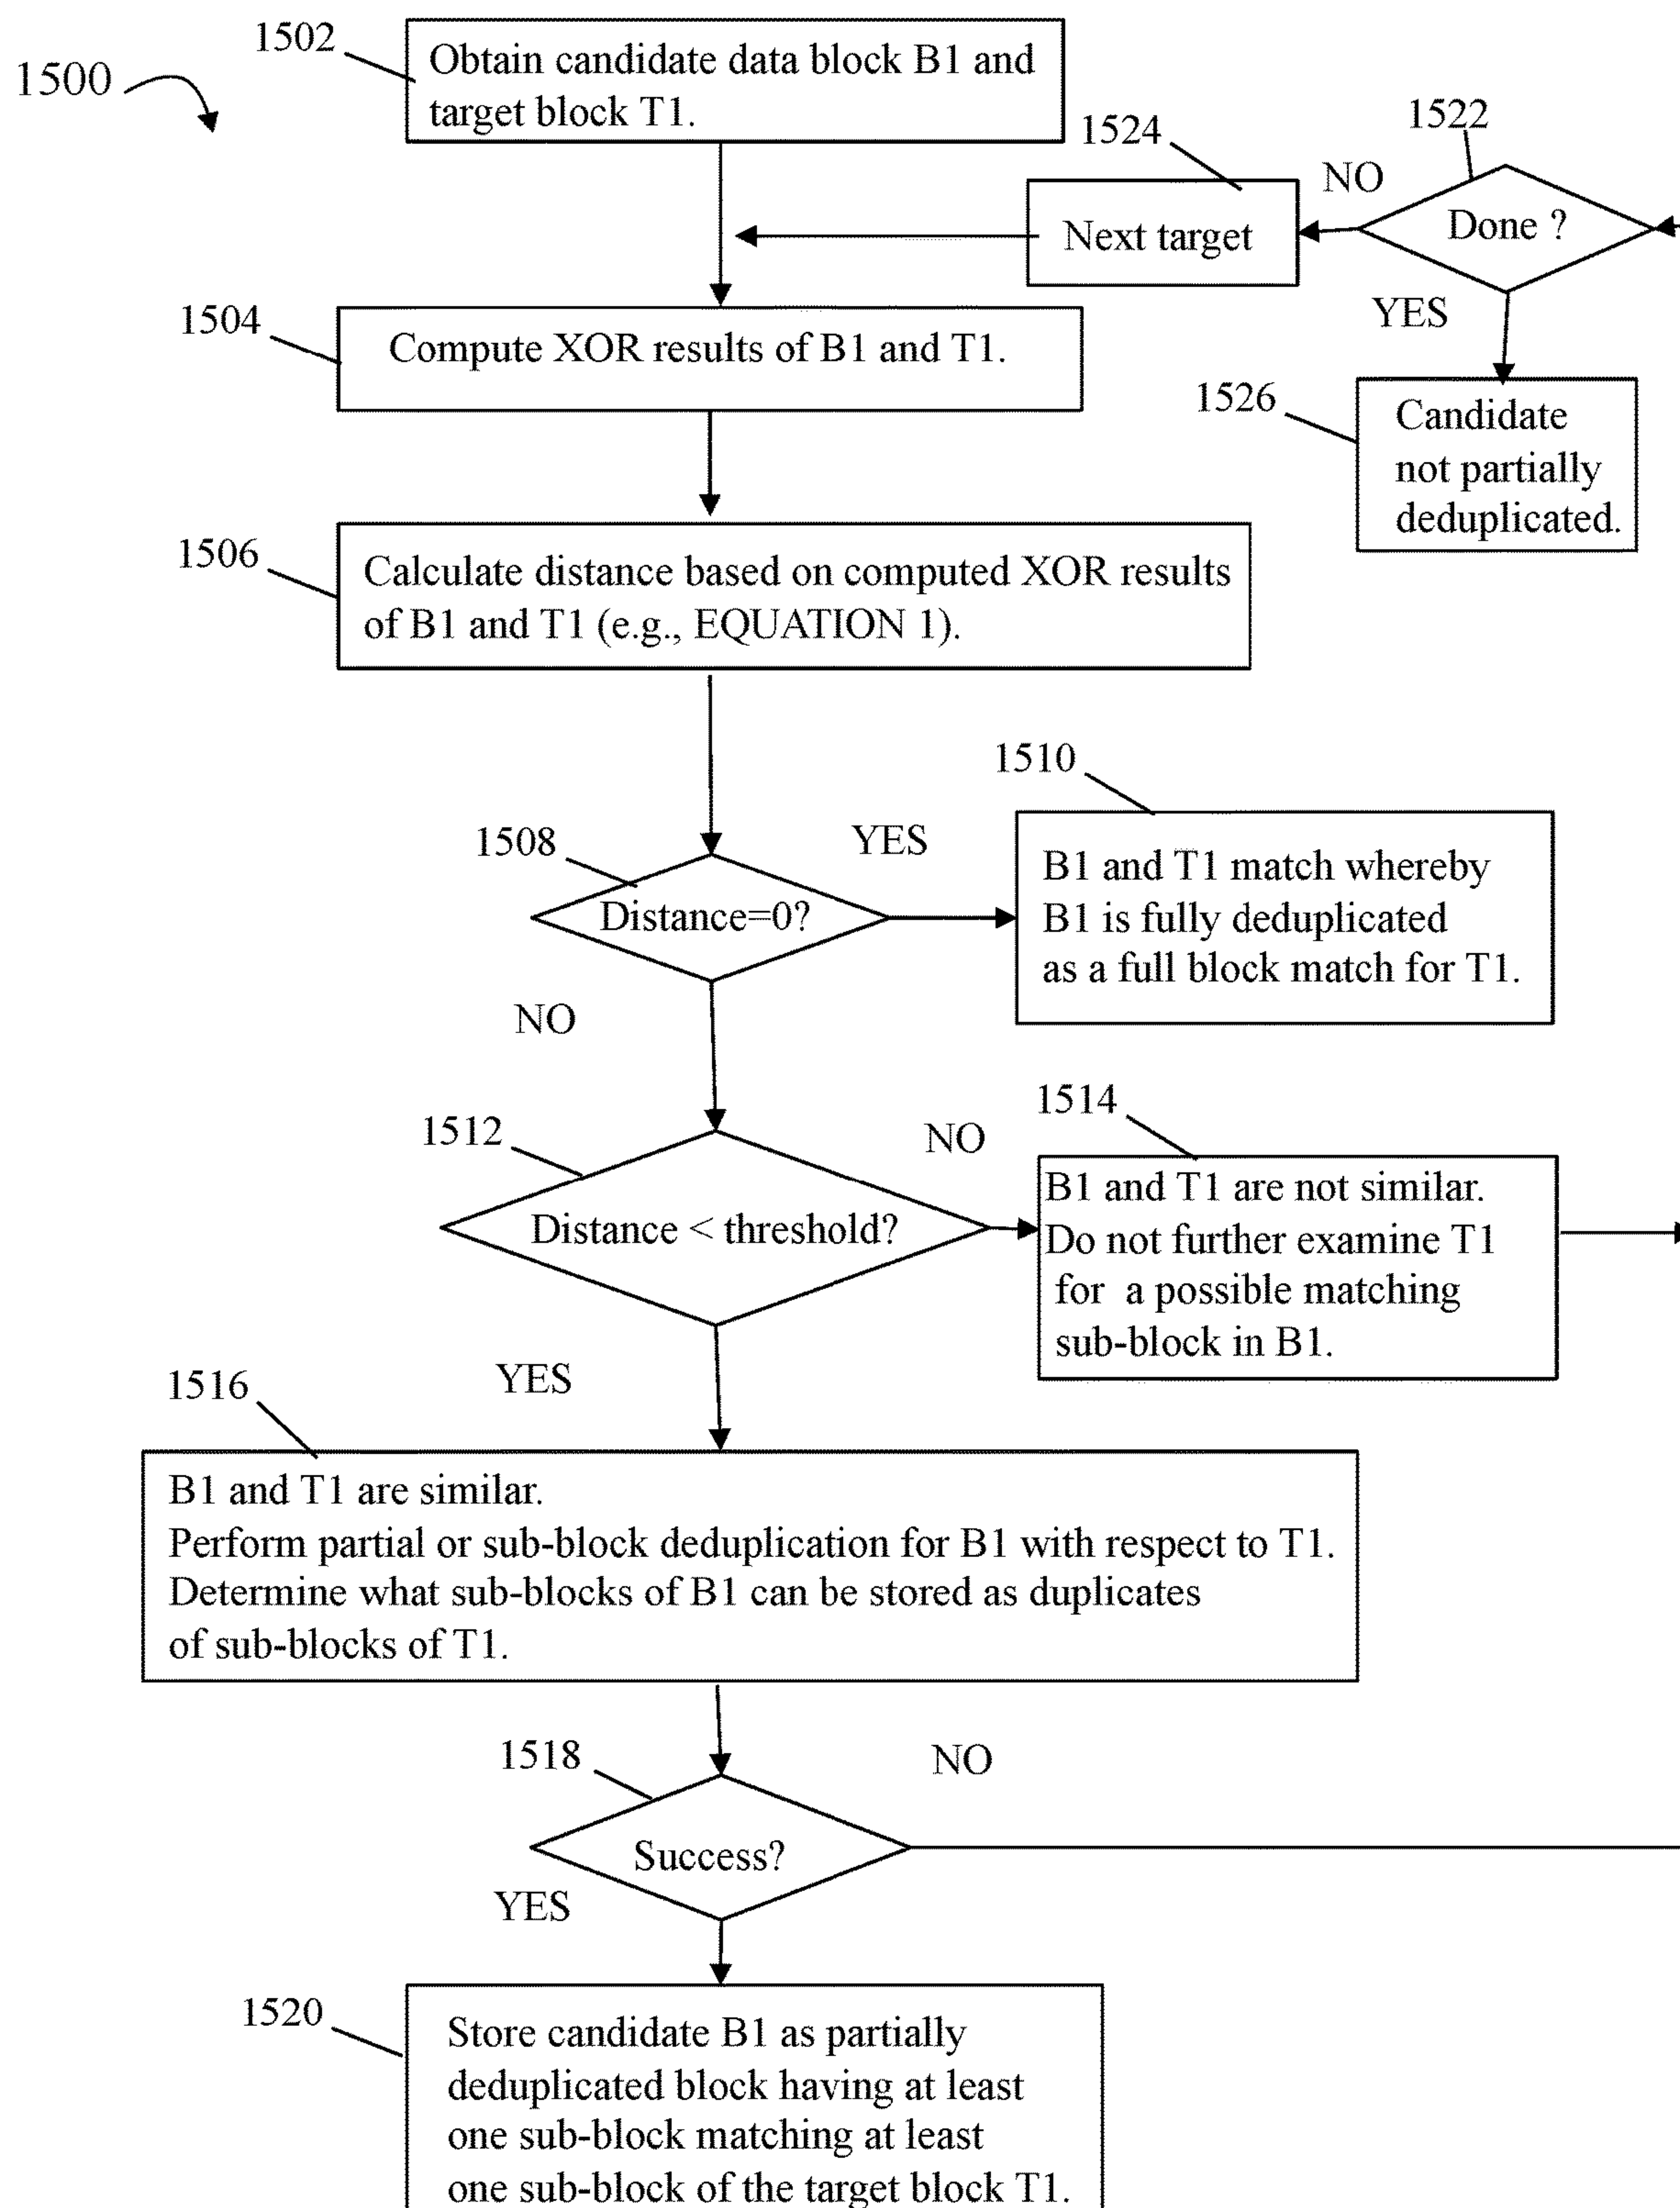 1500
1502
Obtain candidate data block B1 and
target block T1.
1524
Next target
1522
NO
Done ?
YES
1526
Candidate
not partially
deduplicated.
1504
Compute XOR results of B1 and T1.
1506
Calculate distance based on computed XOR results
of B1 and T1 (e.g., EQUATION 1).
1508
Distance=0?
YES
1510
B1 and T1 match whereby
B1 is fully deduplicated
as a full block match for T1.
NO
1512
Distance < threshold?
NO
1514
B1 and T1 are not similar.
Do not further examine T1
for a possible matching
sub-block in B1.
YES
1516
B1 and T1 are similar.
Perform partial or sub-block deduplication for B1 with respect to T1.
Determine what sub-blocks of B1 can be stored as duplicates
of sub-blocks of T1.
1518
Success?
NO
YES
1520
Store candidate B1 as partially
deduplicated block having at least
one sub-block matching at least
one sub-block of the target block T1.